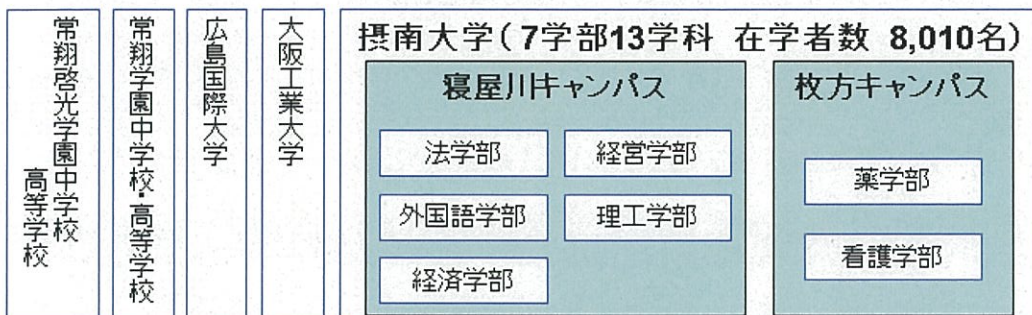 常翔啓光学園中学校
高等学校
常翔学園中学校・高等学校
広島国際大学
大阪工業大学
摂南大学(7学部13学科 在学者数 8,010名)
寝屋川キャンパス
法学部
経営学部
外国語学部
理工学部
経済学部
枚方キャンパス
薬学部
看護学部